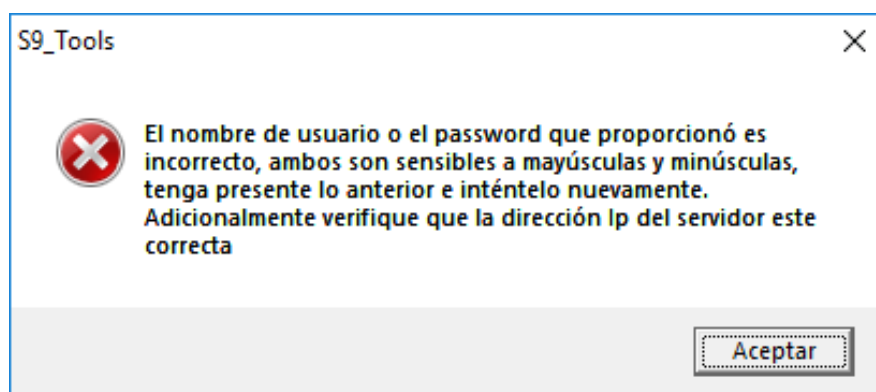 S9_Tools
El nombre de usuario o el password que proporcionó es
incorrecto, ambos son sensibles a mayúsculas y minúsculas,
tenga presente lo anterior e inténtelo nuevamente.
Adicionalmente verifique que la dirección Ip del servidor este
correcta
Aceptar